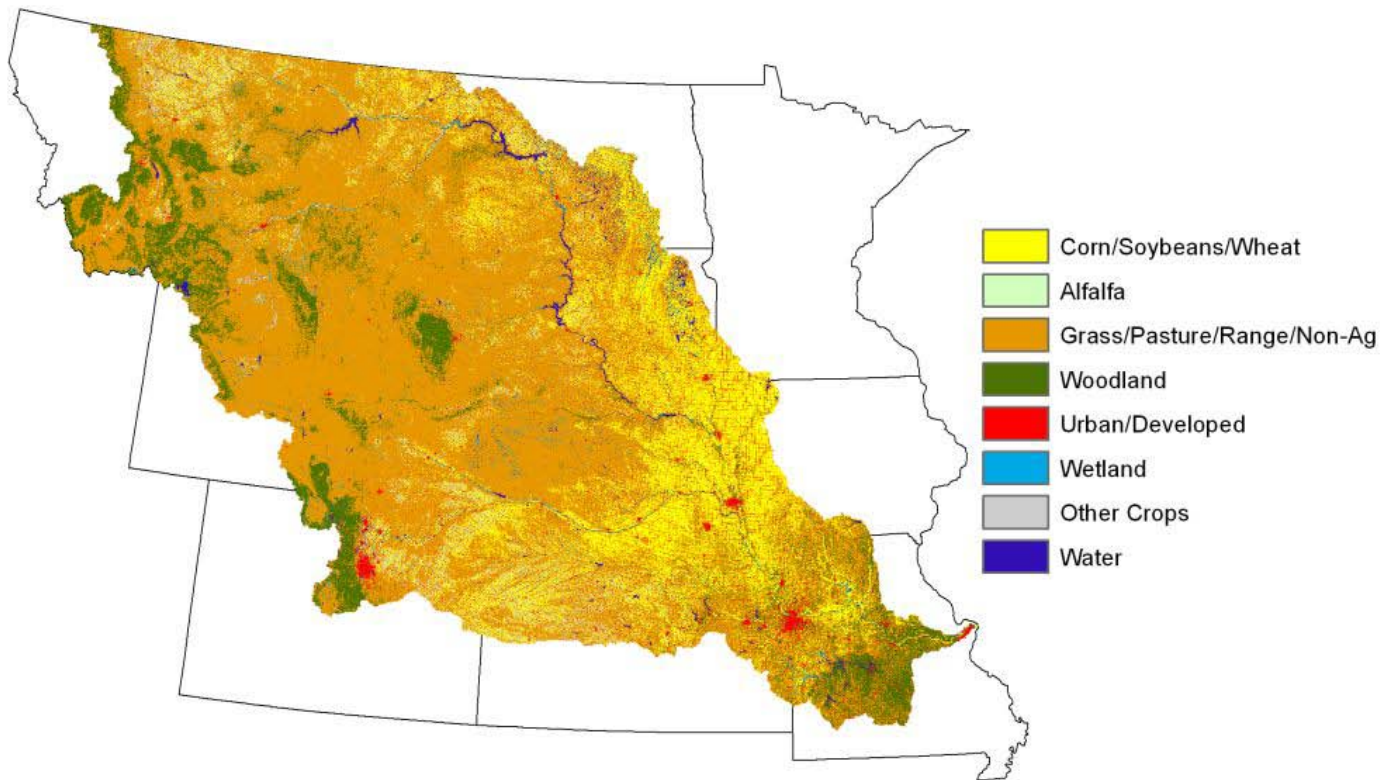 Corn/Soybeans/Wheat
Alfalfa
Grass/Pasture/Range/Non-Ag
Woodland
Urban/Developed
Wetland
Other Crops
Water